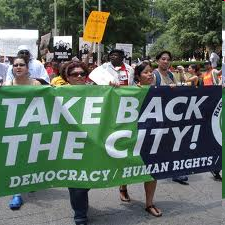 TAKE BACK
THE CITY!
DEMOCRACY / HUMAN RIGHTS /